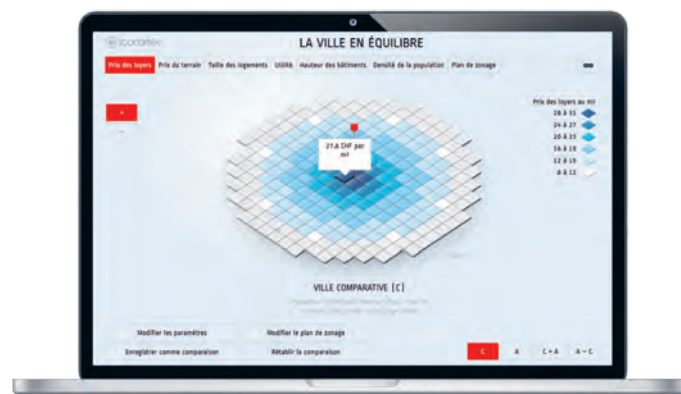 LA VILLE EN ÉQUILIBRE
Prix des loyers Prix du terrain Taille des logements Utilité Hauteur des bâtiments Densité de la population Plan de zonage
Prix des loyers au m²
28 à 31
24 à 27
20 à 23
16 à 19
12 à 15
8 à 11
27,6 CHF par
m²
VILLE COMPARATIVE (C)
Modifier les paramètres Modifier le plan de zonage
Enregistrer comme comparaison Rétablir la comparaison
C A C + A A – C